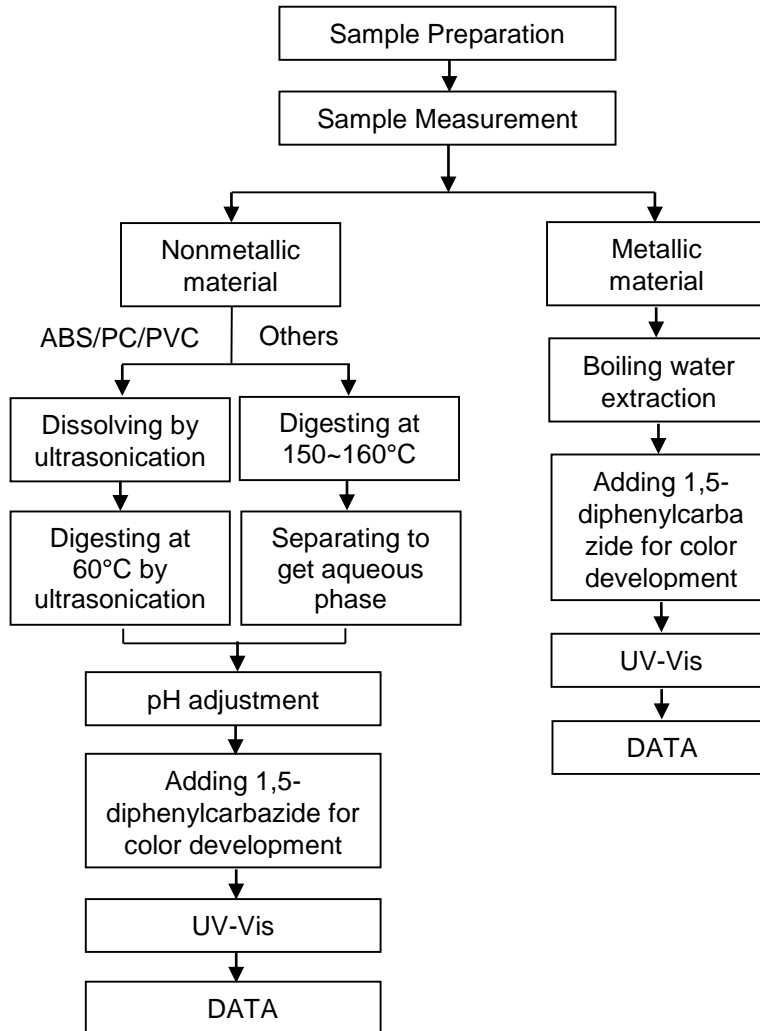 Sample Preparation
Sample Measurement
Nonmetallic
material
Metallic
material
ABS/PC/PVC
Others
Boiling water
extraction
Dissolving by
ultrasonication
Digesting at
150~160°C
Adding 1,5-
diphenylcarba
zide for color
development
Digesting at
60°C by
ultrasonication
Separating to
get aqueous
phase
UV-Vis
pH adjustment
DATA
Adding 1,5-
diphenylcarbazide for
color development
UV-Vis
DATA